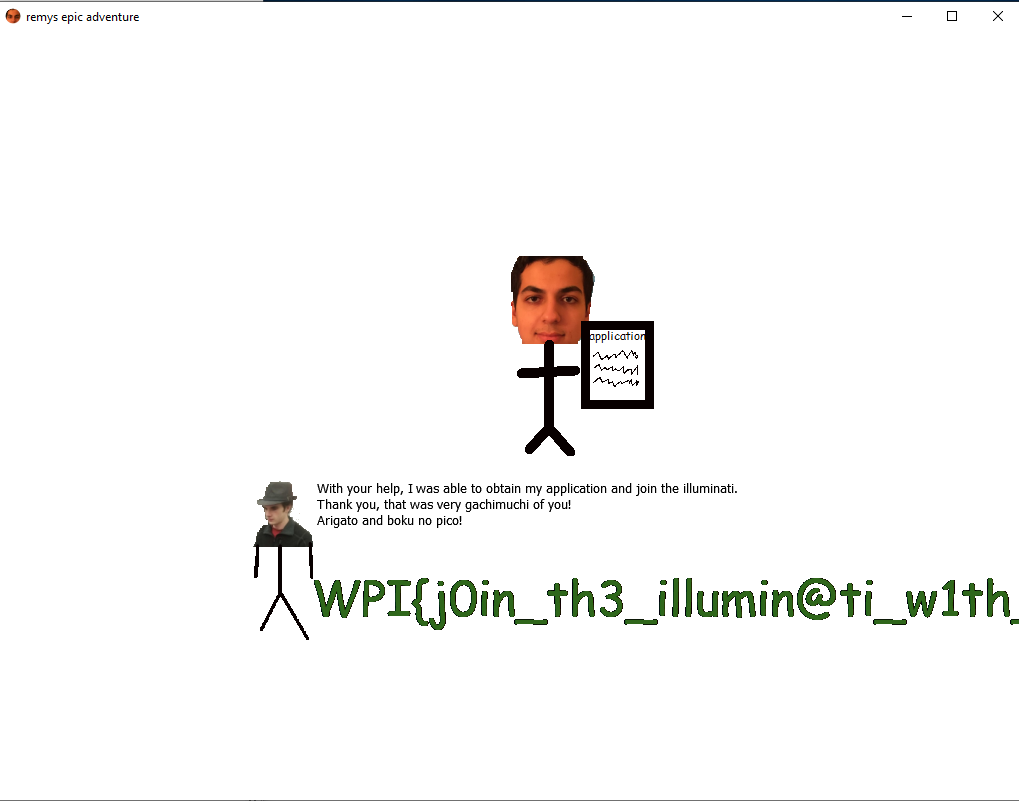 remys epic adventure
application
With your help, I was able to obtain my application and join the illuminati.
Thank you, that was very gachimuchi of you!
Arigato and boku no pico!
WPI{j0in_th3_illumin@ti_w1th_